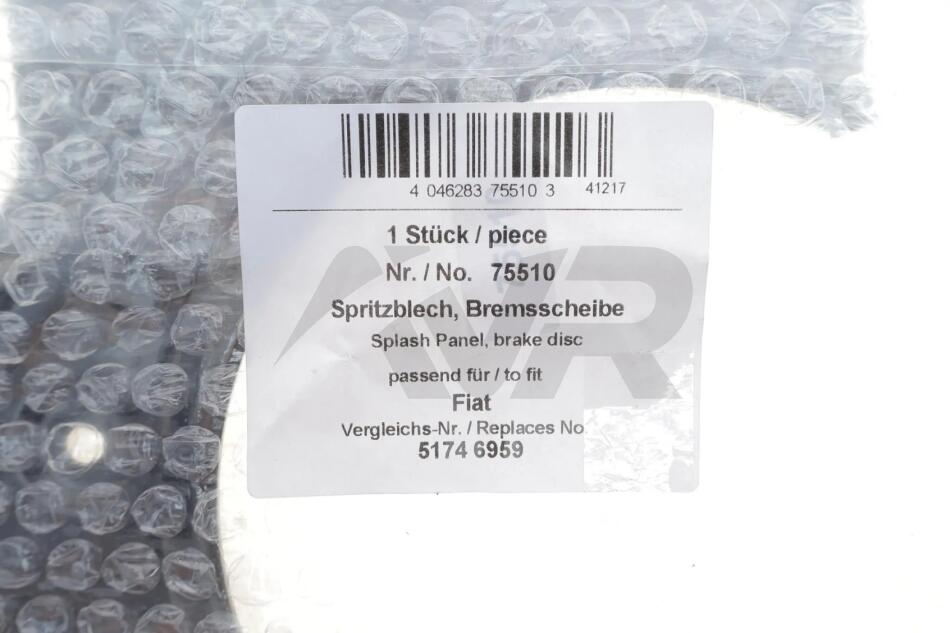 4 046283 75510 3 41217
1 Stück / piece
Nr. / No. 75510
Spritzblech, Bremsscheibe
Splash Panel, brake disc
passend für / to fit
Fiat
Vergleichs-Nr. / Replaces No
5174 6959